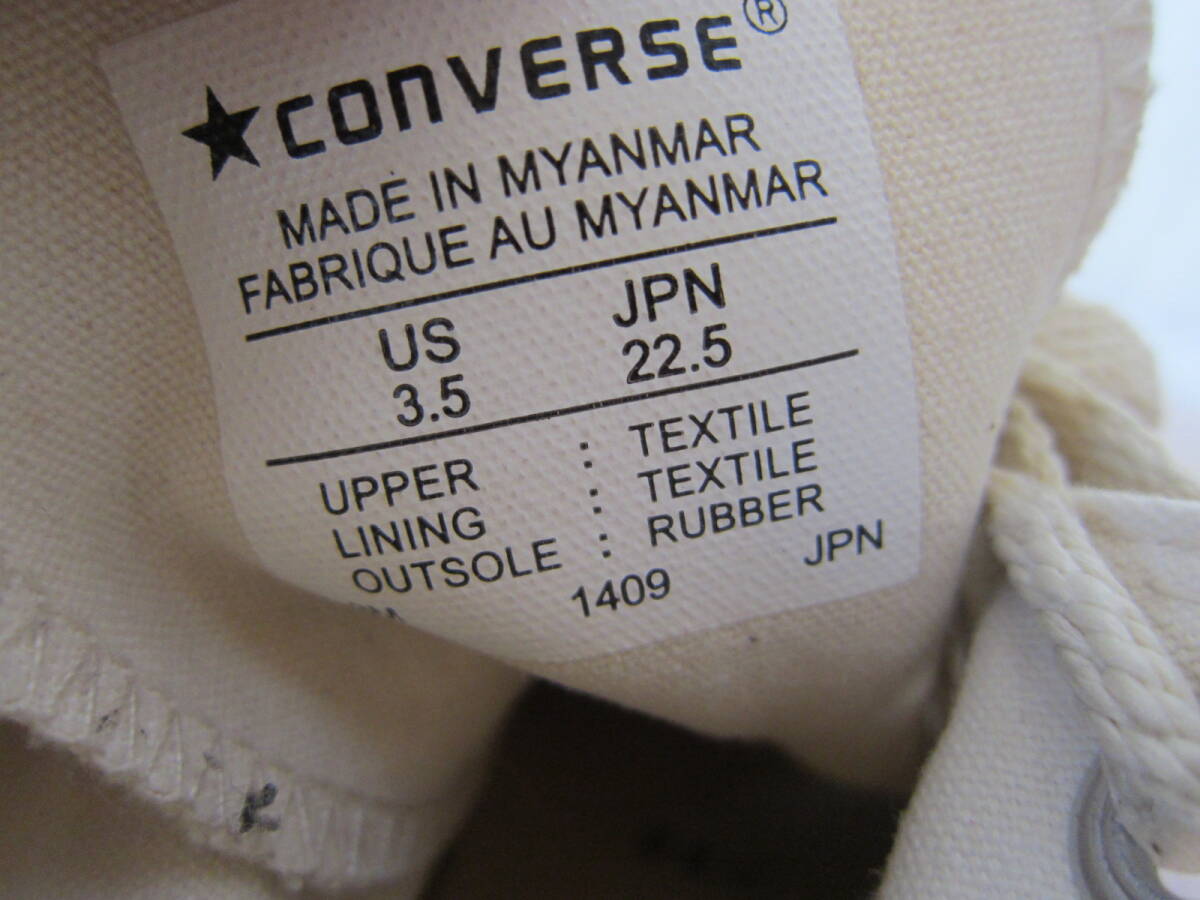 ★CONVERSE®
MADE IN MYANMAR
FABRIQUE AU MYANMAR
US JPN
3.5 22.5
UPPER : TEXTILE
LINING : TEXTILE
OUTSOLE : RUBBER
1409 JPN